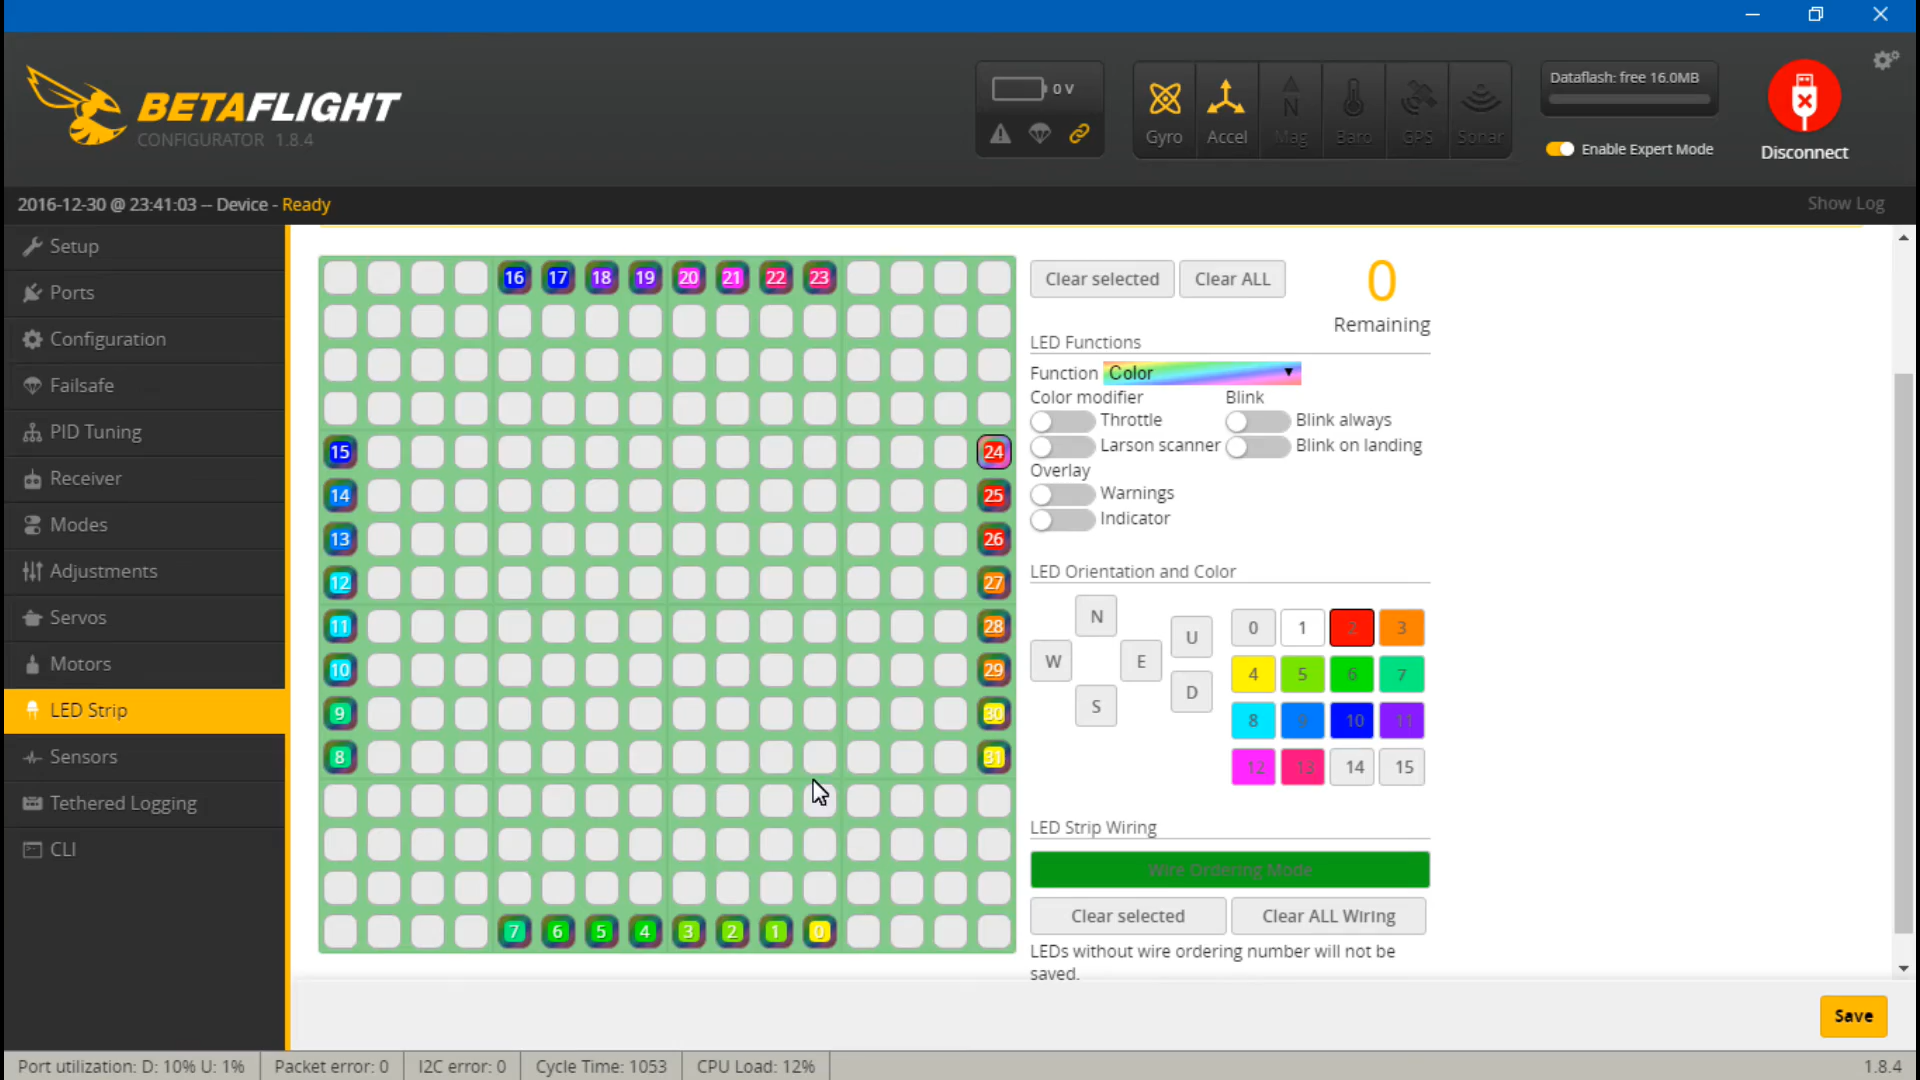 BETAFLIGHT
CONFIGURATOR 1.8.4
0 V
Gyro
Accel
Mag
Baro
GPS
Sonar
Dataflash: free 16.0MB
Enable Expert Mode
Disconnect
2016-12-30 @ 23:41:03 -- Device - Ready
Show Log
Setup
Ports
Configuration
Failsafe
PID Tuning
Receiver
Modes
Adjustments
Servos
Motors
LED Strip
Sensors
Tethered Logging
CLI
16 17 18 19 20 21 22 23
15 24
14 25
13 26
12 27
11 28
10 29
9 30
8 31
7 6 5 4 3 2 1 0
Clear selected
Clear ALL
0
Remaining
LED Functions
Function Color
Color modifier
Blink
Throttle
Blink always
Larson scanner
Blink on landing
Overlay
Warnings
Indicator
LED Orientation and Color
N
W E
S
U
D
0 1 2 3
4 5 6 7
8 9 10 11
12 13 14 15
LED Strip Wiring
Wire Ordering Mode
Clear selected
Clear ALL Wiring
LEDs without wire ordering number will not be
saved.
Save
Port utilization: D: 10% U: 1%
Packet error: 0
I2C error: 0
Cycle Time: 1053
CPU Load: 12%
1.8.4